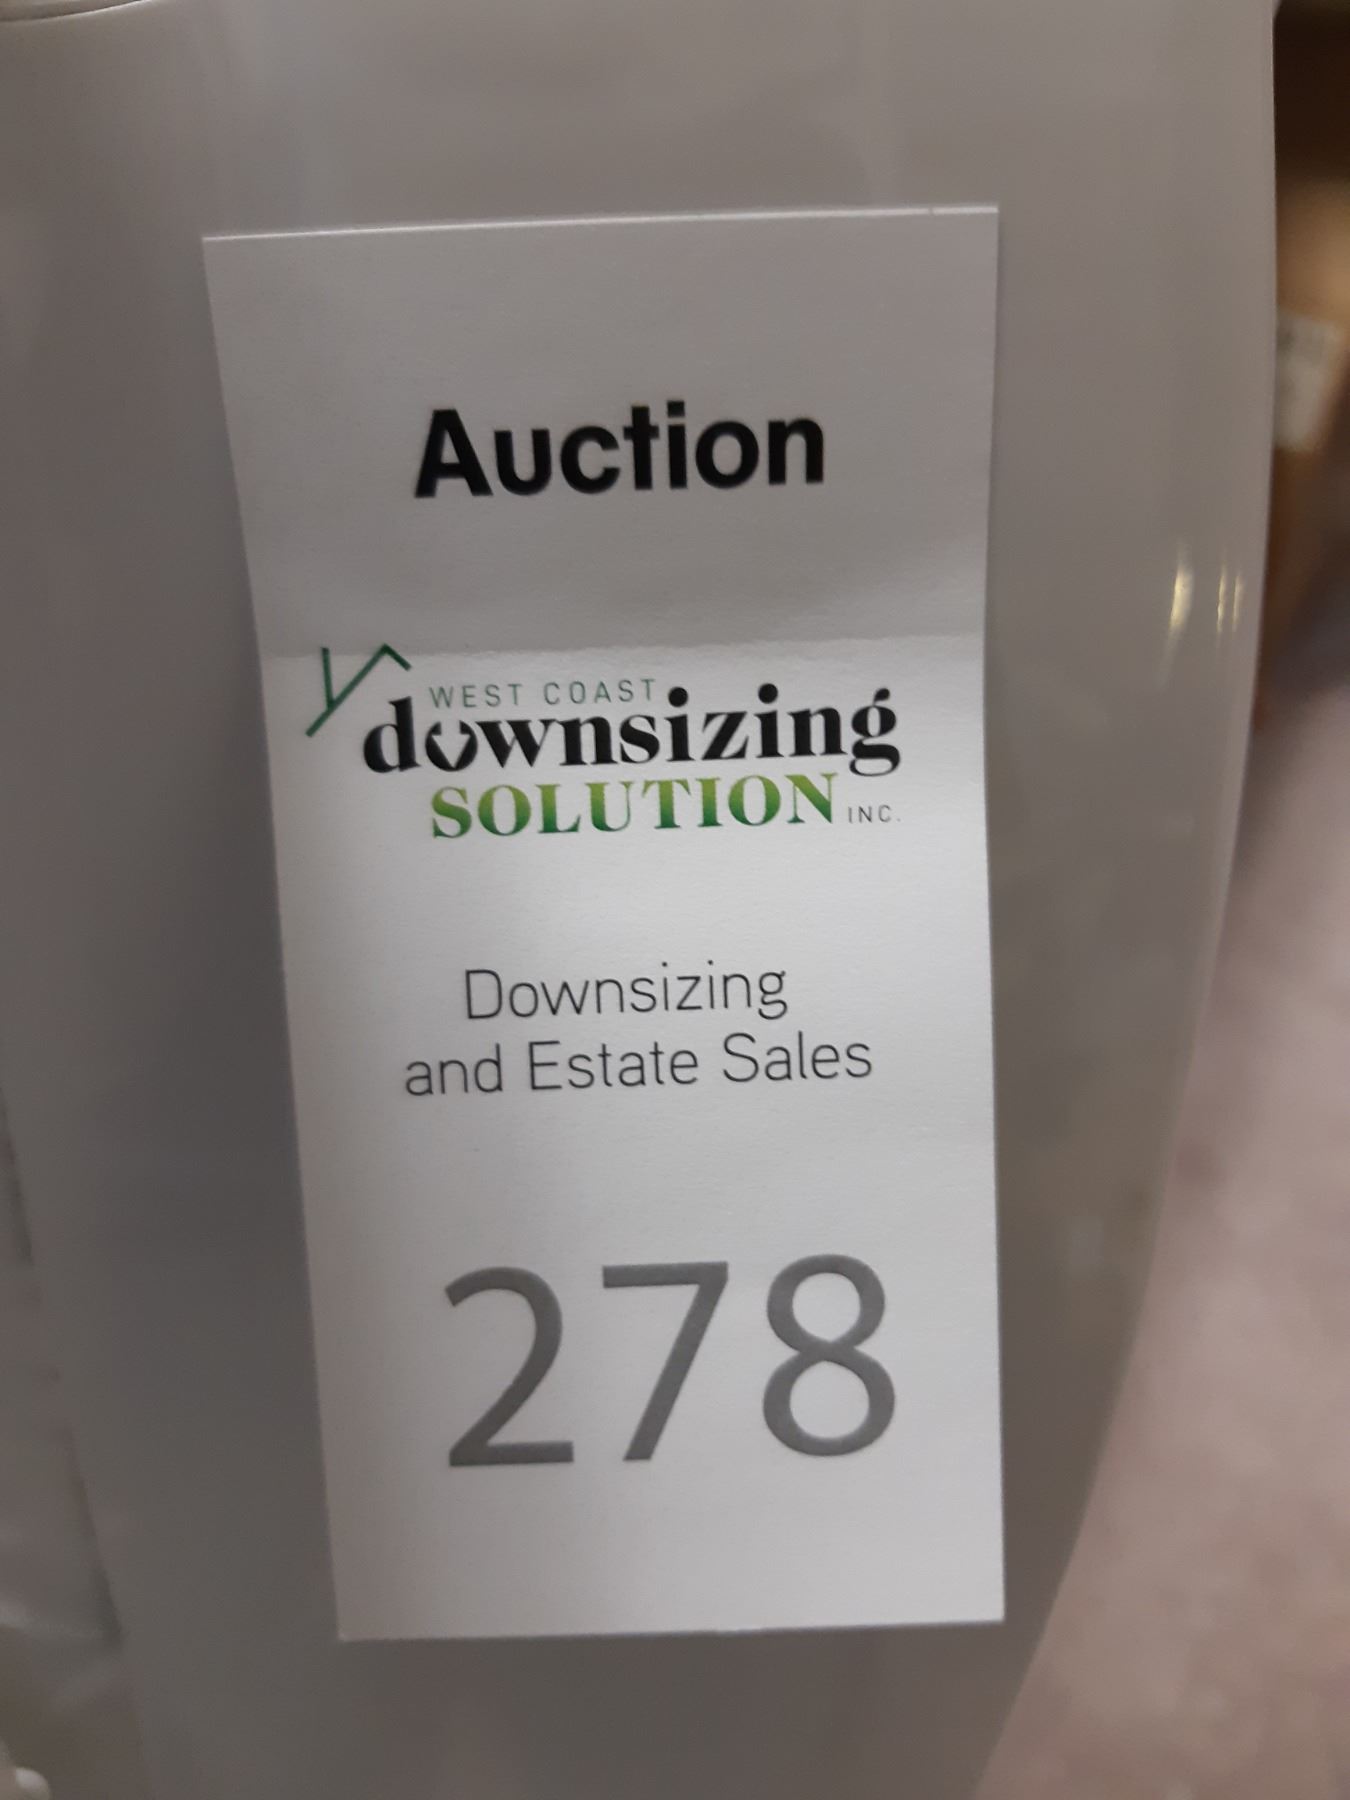 Auction
WEST COAST
downsizing
SOLUTION INC.
Downsizing
and Estate Sales
278